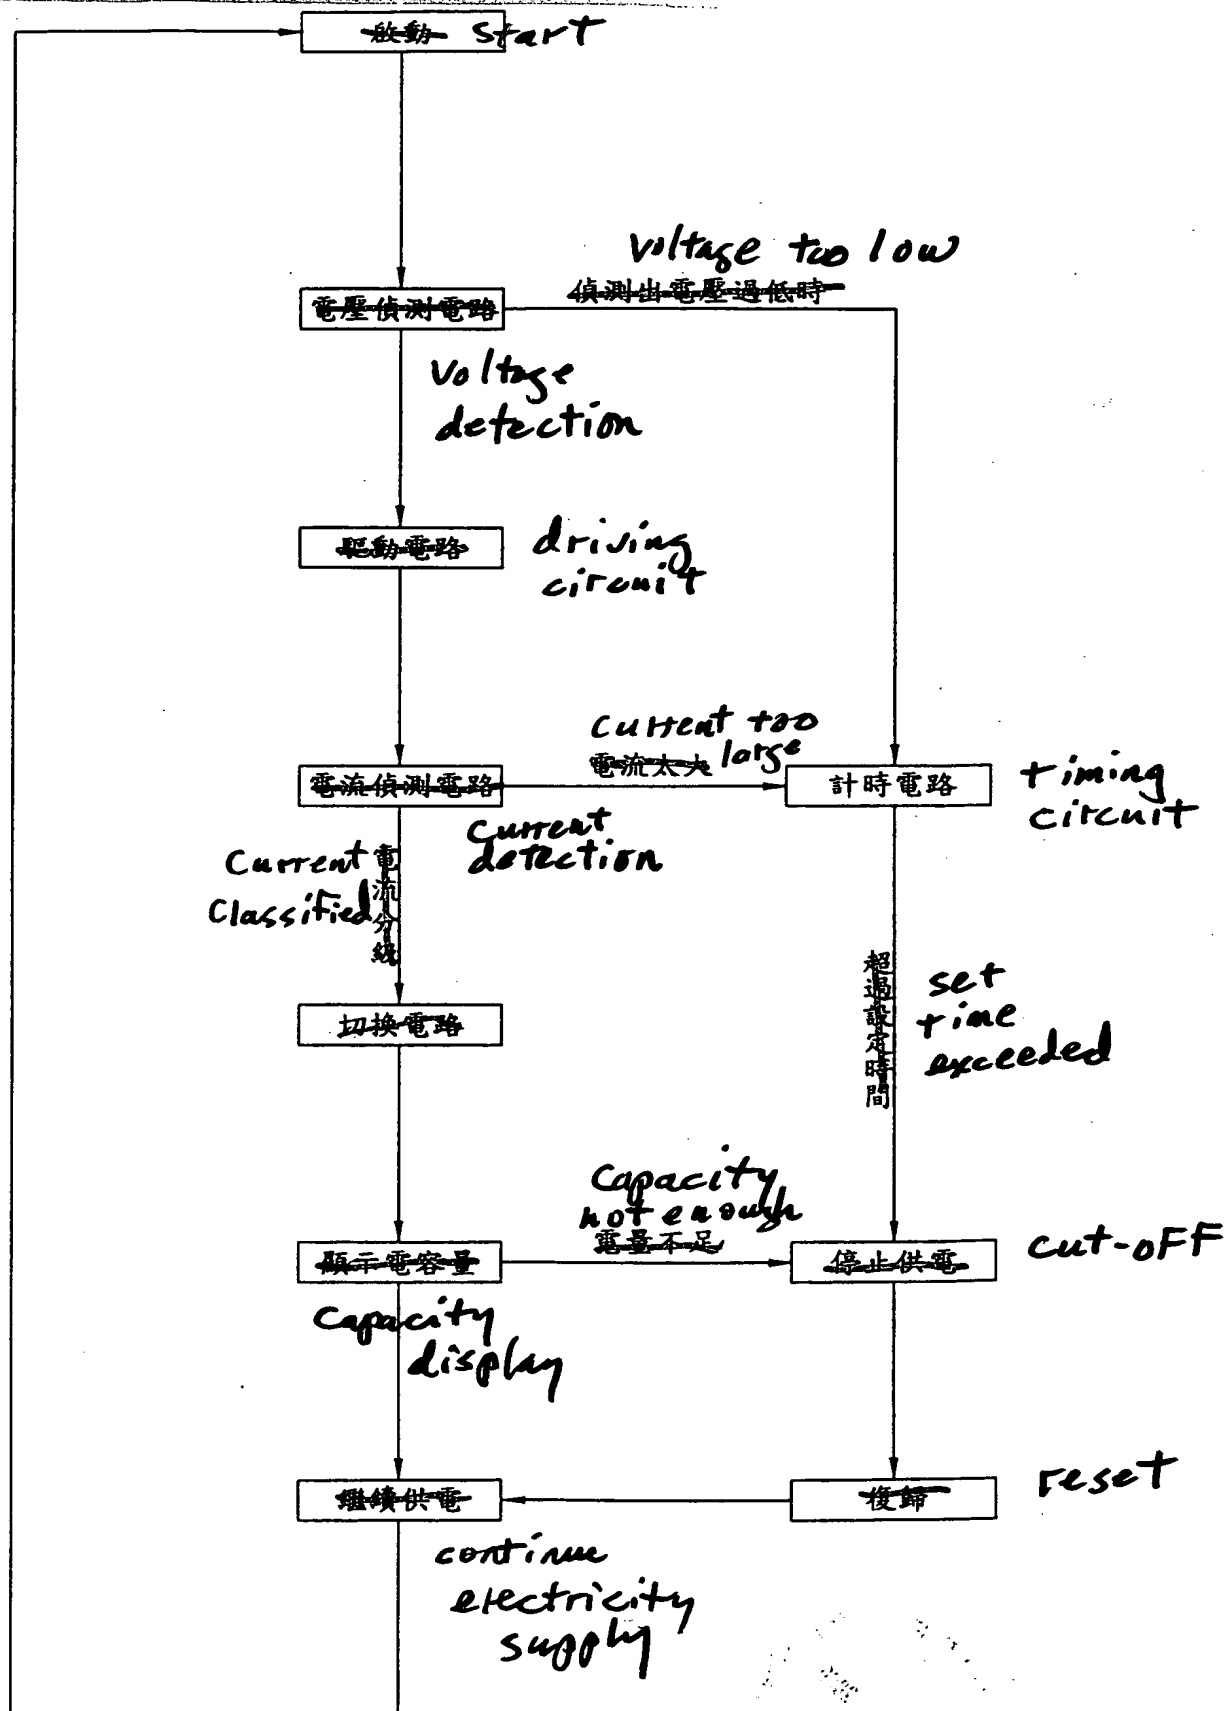 啟動 start
voltage too low
偵測出電壓過低時
電壓偵測電路
voltage
detection
驅動電路
driving
circuit
current too
large
電流太大
電流偵測電路
計時電路
timing
circuit
current
detection
current
classified
電流分級
超過設定時間
set
time
exceeded
切換電路
capacity
not enough
電量不足
顯示電容量
停止供電
cut-off
capacity
display
繼續供電
復歸
reset
continue
electricity
supply